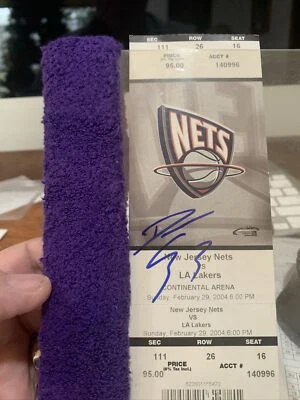 SEC ROW SEAT
111 26 16
PRICE ACCT #
95.00 140996
NETS
New Jersey Nets
VS
LA Lakers
CONTINENTAL ARENA
Sunday, February 29, 2004 6:00 PM
New Jersey Nets
VS
LA Lakers
Sunday, February 29, 2004 6:00 PM
SEC ROW SEAT
111 26 16
PRICE ACCT #
95.00 140996